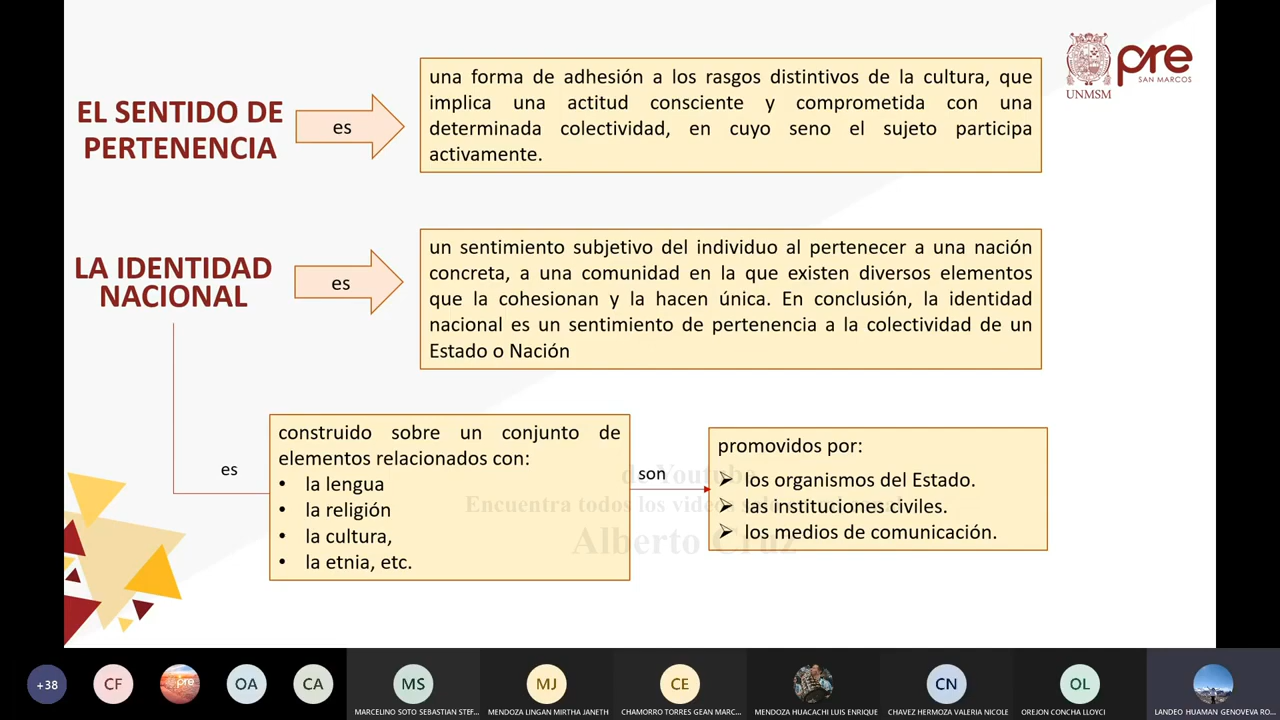 EL SENTIDO DE
PERTENENCIA
es
una forma de adhesión a los rasgos distintivos de la cultura, que
implica una actitud consciente y comprometida con una
determinada colectividad, en cuyo seno el sujeto participa
activamente.
UNMSM
pre
SAN MARCOS
LA IDENTIDAD
NACIONAL
es
un sentimiento subjetivo del individuo al pertenecer a una nación
concreta, a una comunidad en la que existen diversos elementos
que la cohesionan y la hacen única. En conclusión, la identidad
nacional es un sentimiento de pertenencia a la colectividad de un
Estado o Nación
es
construido sobre un conjunto de
elementos relacionados con:
• la lengua
• la religión
• la cultura,
• la etnia, etc.
son
promovidos por:
➢ los organismos del Estado.
➢ las instituciones civiles.
➢ los medios de comunicación.
de Youtube
Encuentra todos los videos
Alberto Cruz
+38
CF
pre
OA
CA
MS
MJ
CE
CN
OL
MARCELINO SOTO SEBASTIAN STEF...
MENDOZA LINGAN MIRTHA JANETH
CHAMORRO TORRES GEAN MARC...
MENDOZA HUACACHI LUIS ENRIQUE
CHAVEZ HERMOZA VALERIA NICOLE
OREJON CONCHA LLOYCI
LANDEO HUAMAN GENOVEVA RO...